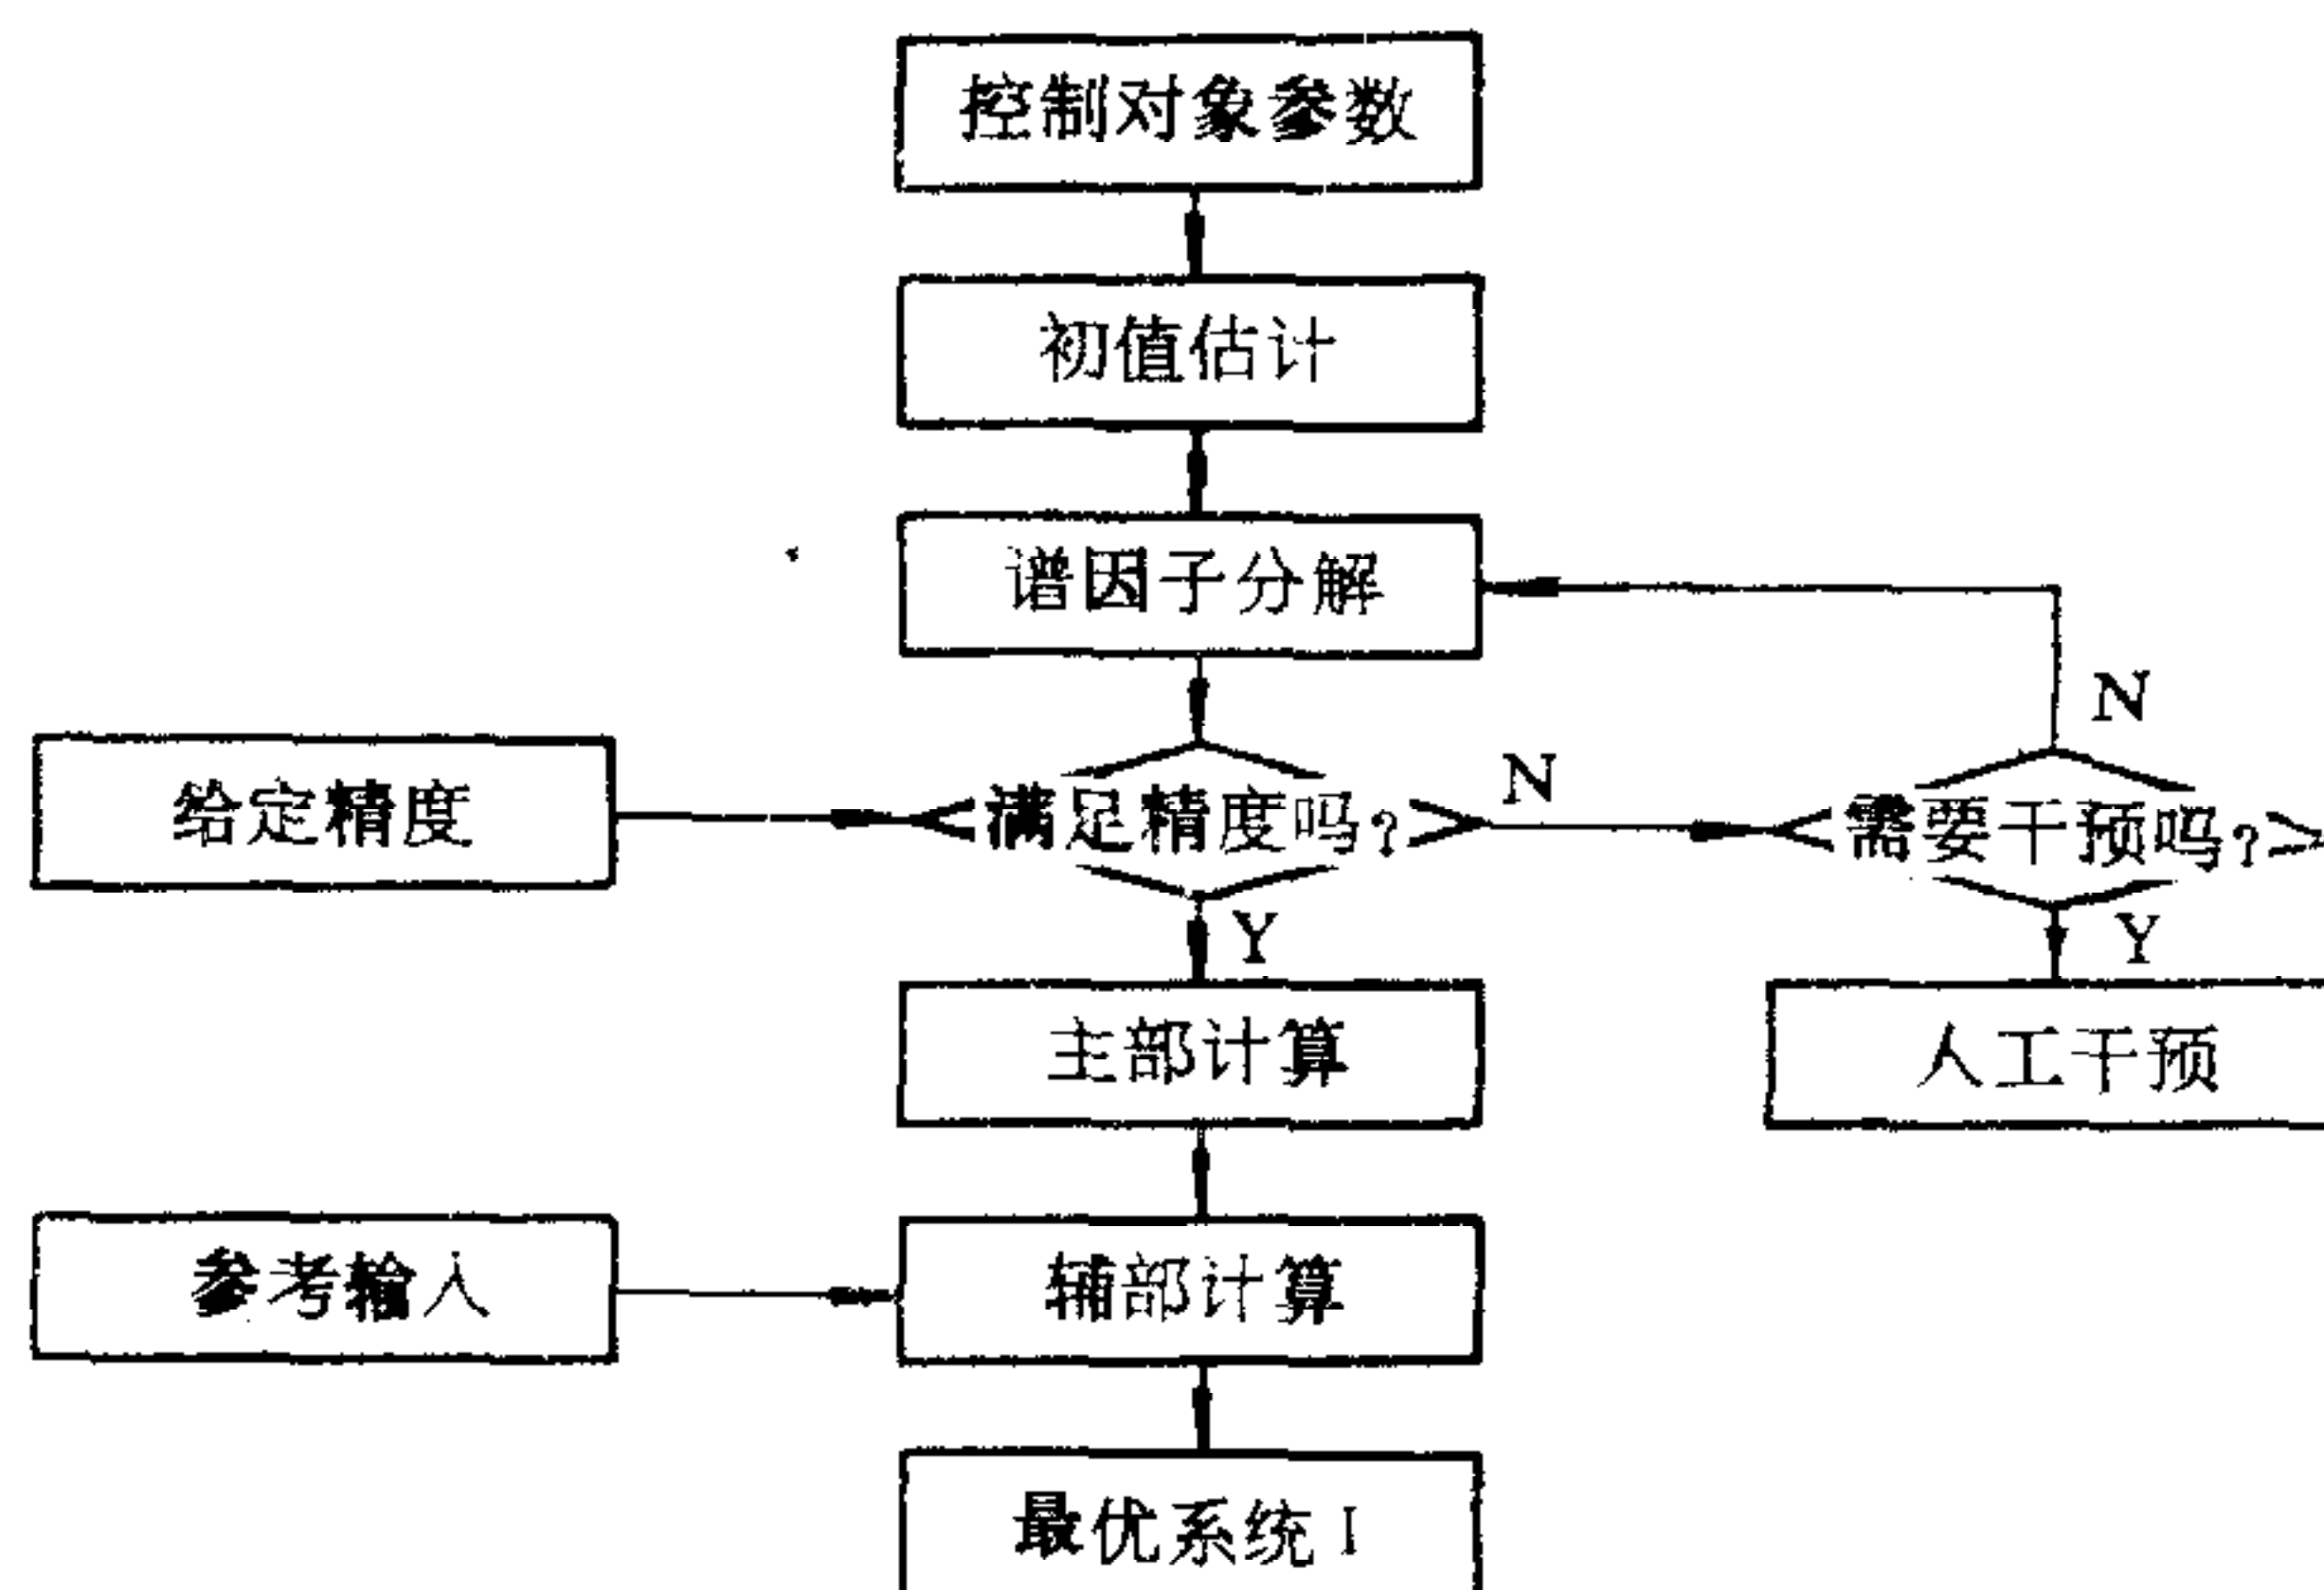 控制对象参数
初值估计
谱因子分解
N
给定精度
满足精度吗?
N
需要干预吗?
Y
Y
主部计算
人工干预
参考输入
辅部计算
最优系统 I